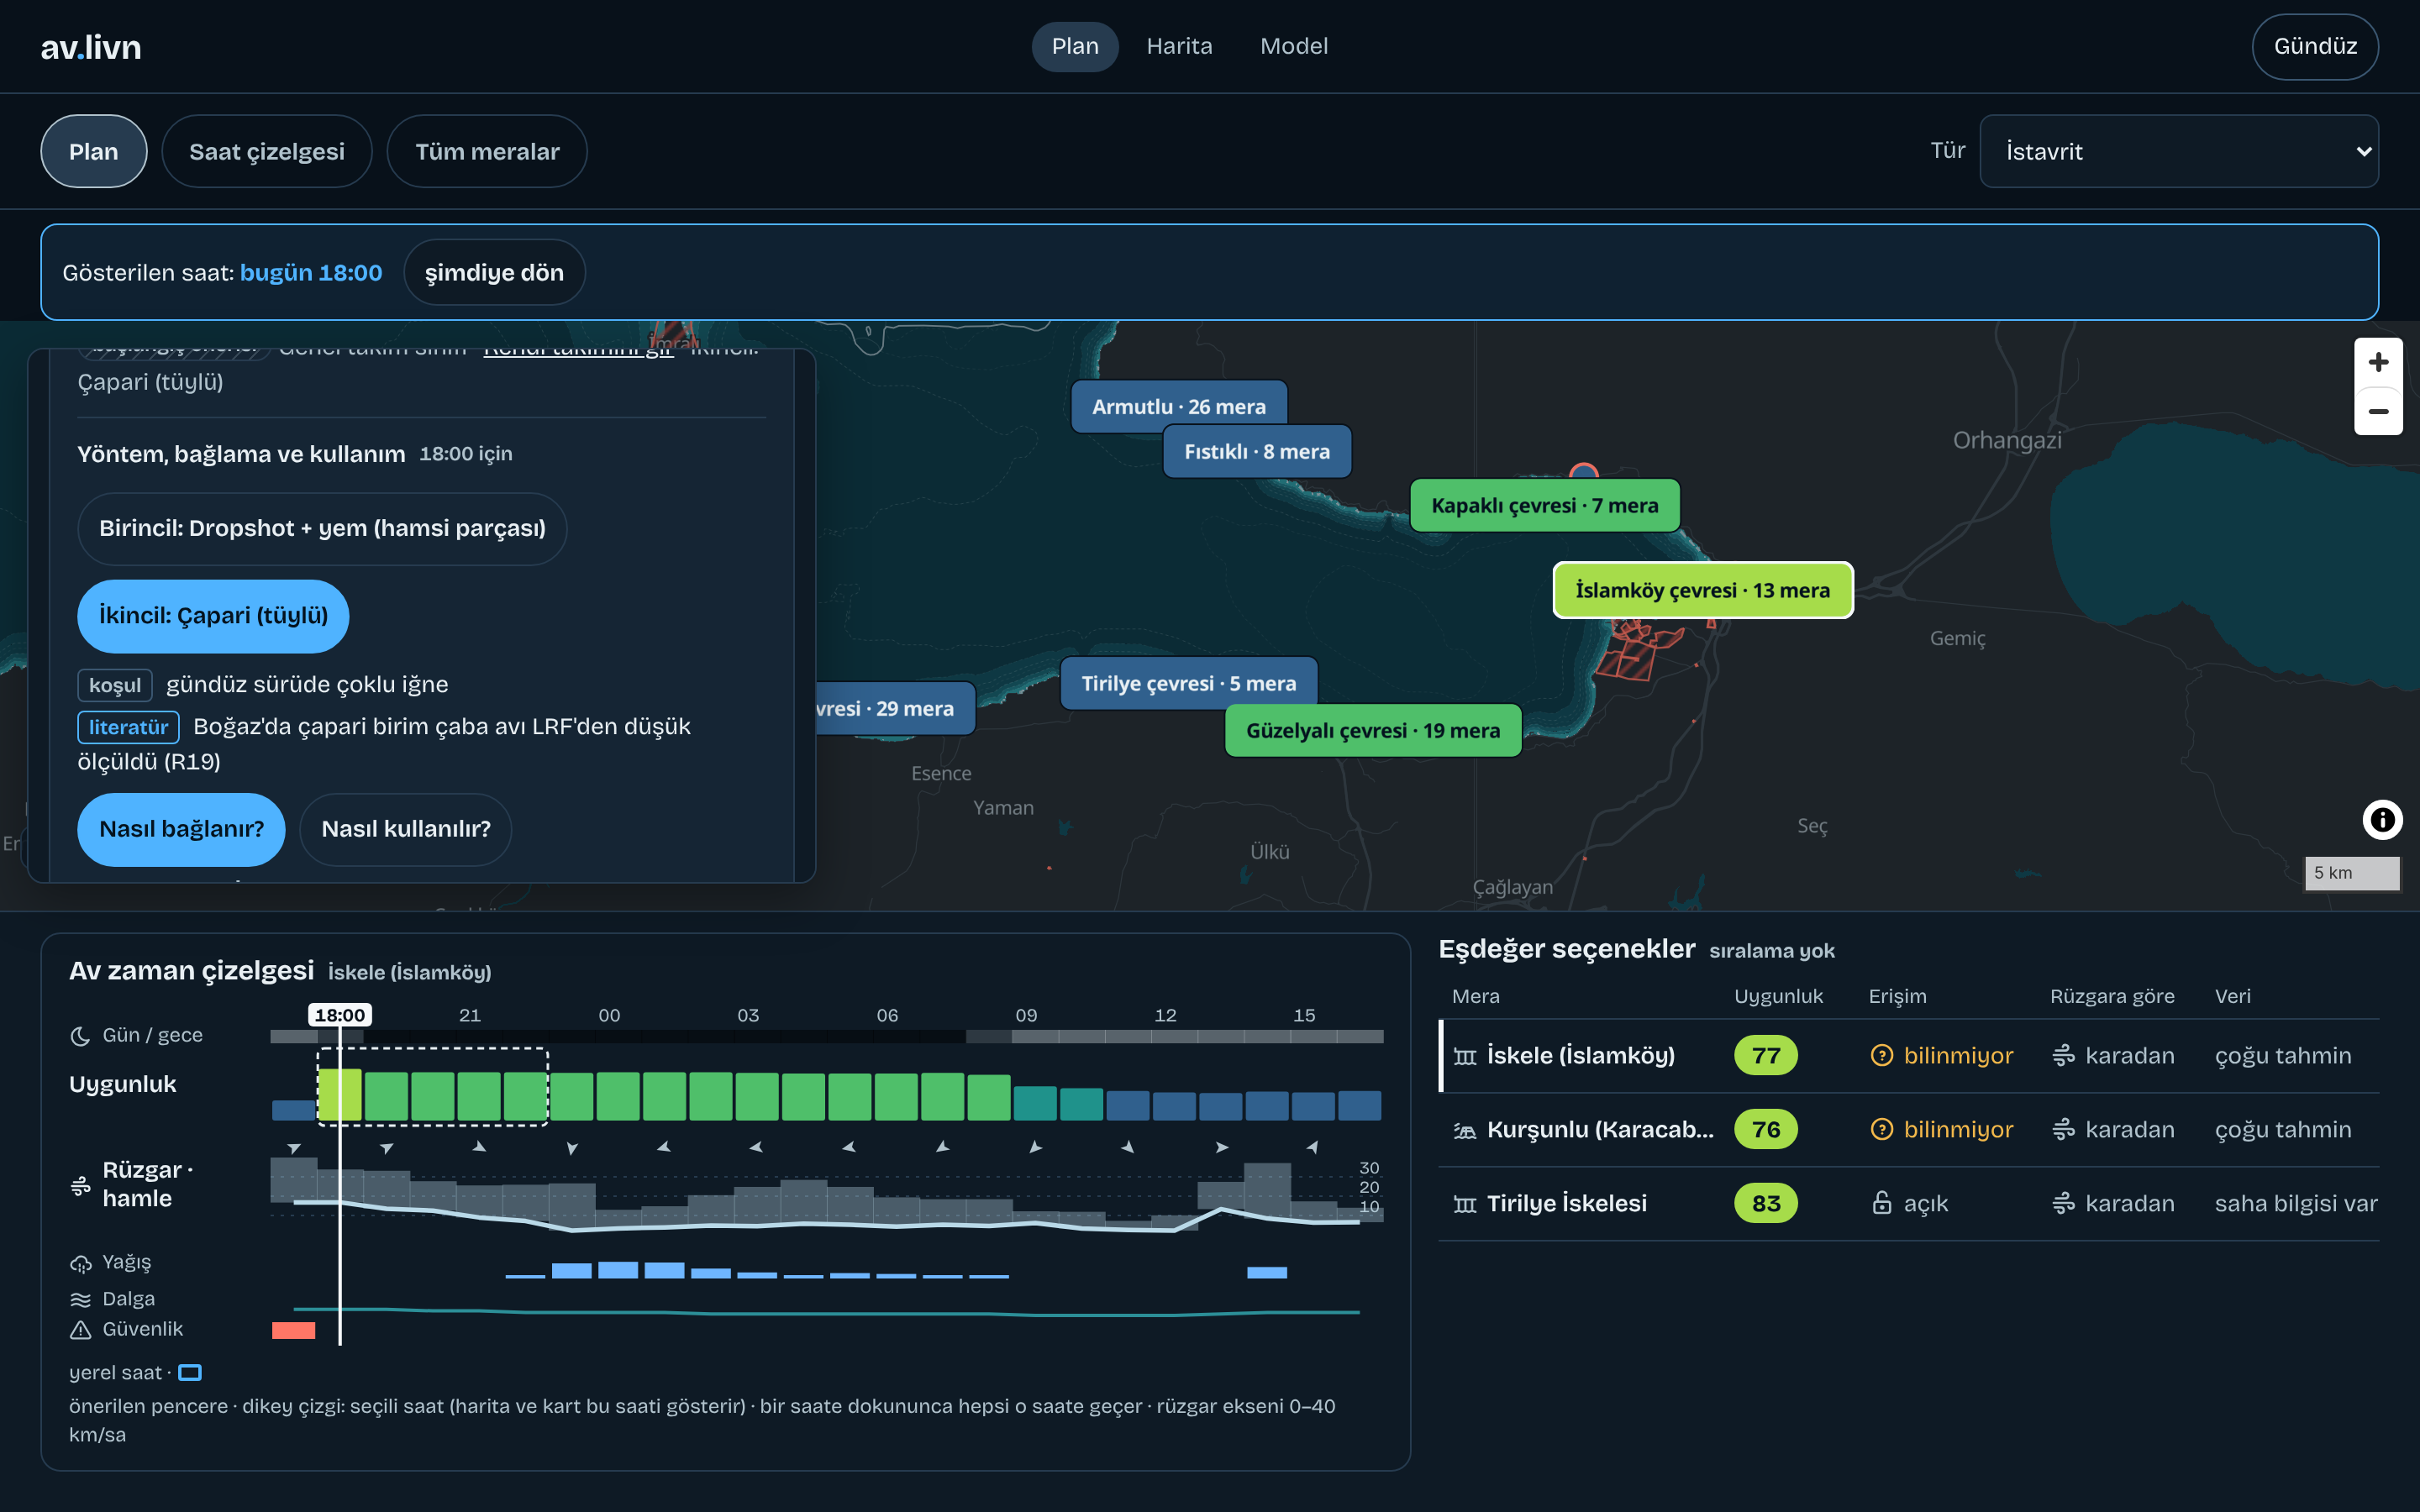 av.livn
Plan
Harita
Model
Gündüz
Plan
Saat çizelgesi
Tüm meralar
Tür
İstavrit
Gösterilen saat: bugün 18:00
şimdiye dön
Çapari (tüylü)
Yöntem, bağlama ve kullanım 18:00 için
Birincil: Dropshot + yem (hamsi parçası)
İkincil: Çapari (tüylü)
koşul gündüz sürüde çoklu iğne
literatür Boğaz'da çapari birim çaba avı LRF'den düşük
ölçüldü (R19)
Nasıl bağlanır?
Nasıl kullanılır?
İmralı
Armutlu · 26 mera
Fıstıklı · 8 mera
Kapaklı çevresi · 7 mera
İslamköy çevresi · 13 mera
Tirilye çevresi · 5 mera
vresi · 29 mera
Güzelyalı çevresi · 19 mera
Orhangazi
Gemiç
Esence
Yaman
Ülkü
Seç
Çağlayan
5 km
Av zaman çizelgesi İskele (İslamköy)
18:00 21 00 03 06 09 12 15
Gün / gece
Uygunluk
Rüzgar ·
hamle
30
20
10
Yağış
Dalga
Güvenlik
yerel saat ·
önerilen pencere · dikey çizgi: seçili saat (harita ve kart bu saati gösterir) · bir saate dokununca hepsi o saate geçer · rüzgar ekseni 0–40
km/sa
Eşdeğer seçenekler sıralama yok
Mera Uygunluk Erişim Rüzgara göre Veri
İskele (İslamköy) 77 bilinmiyor karadan çoğu tahmin
Kurşunlu (Karacab... 76 bilinmiyor karadan çoğu tahmin
Tirilye İskelesi 83 açık karadan saha bilgisi var